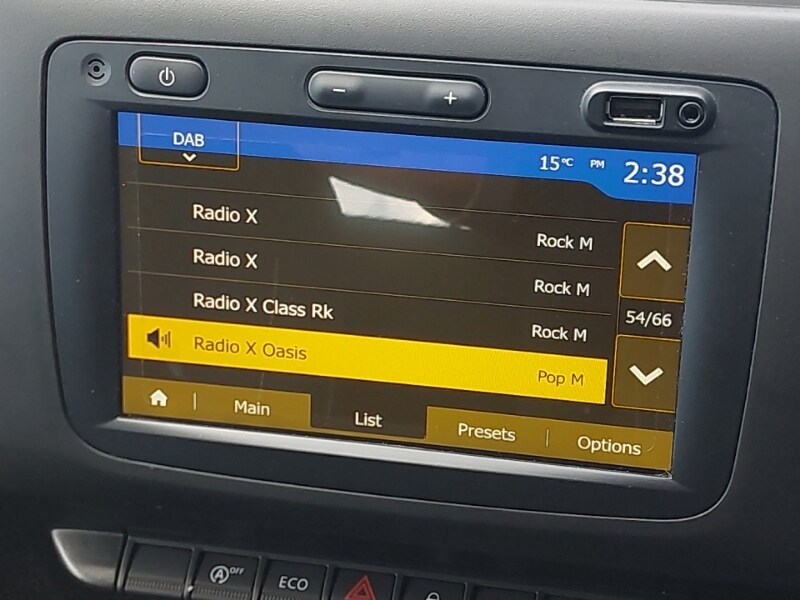 − +
DAB
15°C PM 2:38
Radio X Rock M
Radio X Rock M
Radio X Class Rk Rock M
54/66
Radio X Oasis Pop M
Main List Presets Options
A OFF ECO